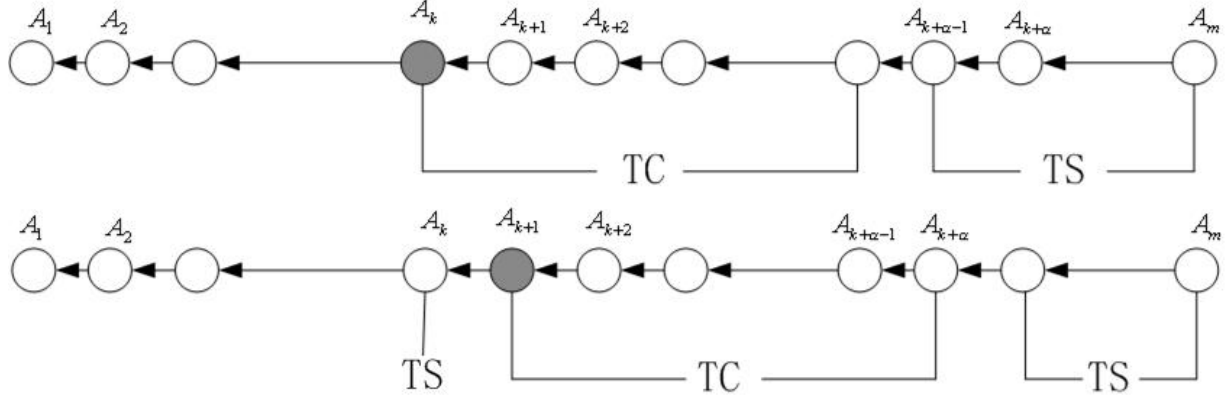 A₁ A₂ Aₖ Aₖ₊₁ Aₖ₊₂ Aₖ₊α₋₁ Aₖ₊α Aₘ
TC TS
A₁ A₂ Aₖ Aₖ₊₁ Aₖ₊₂ Aₖ₊α₋₁ Aₖ₊α Aₘ
TS TC TS